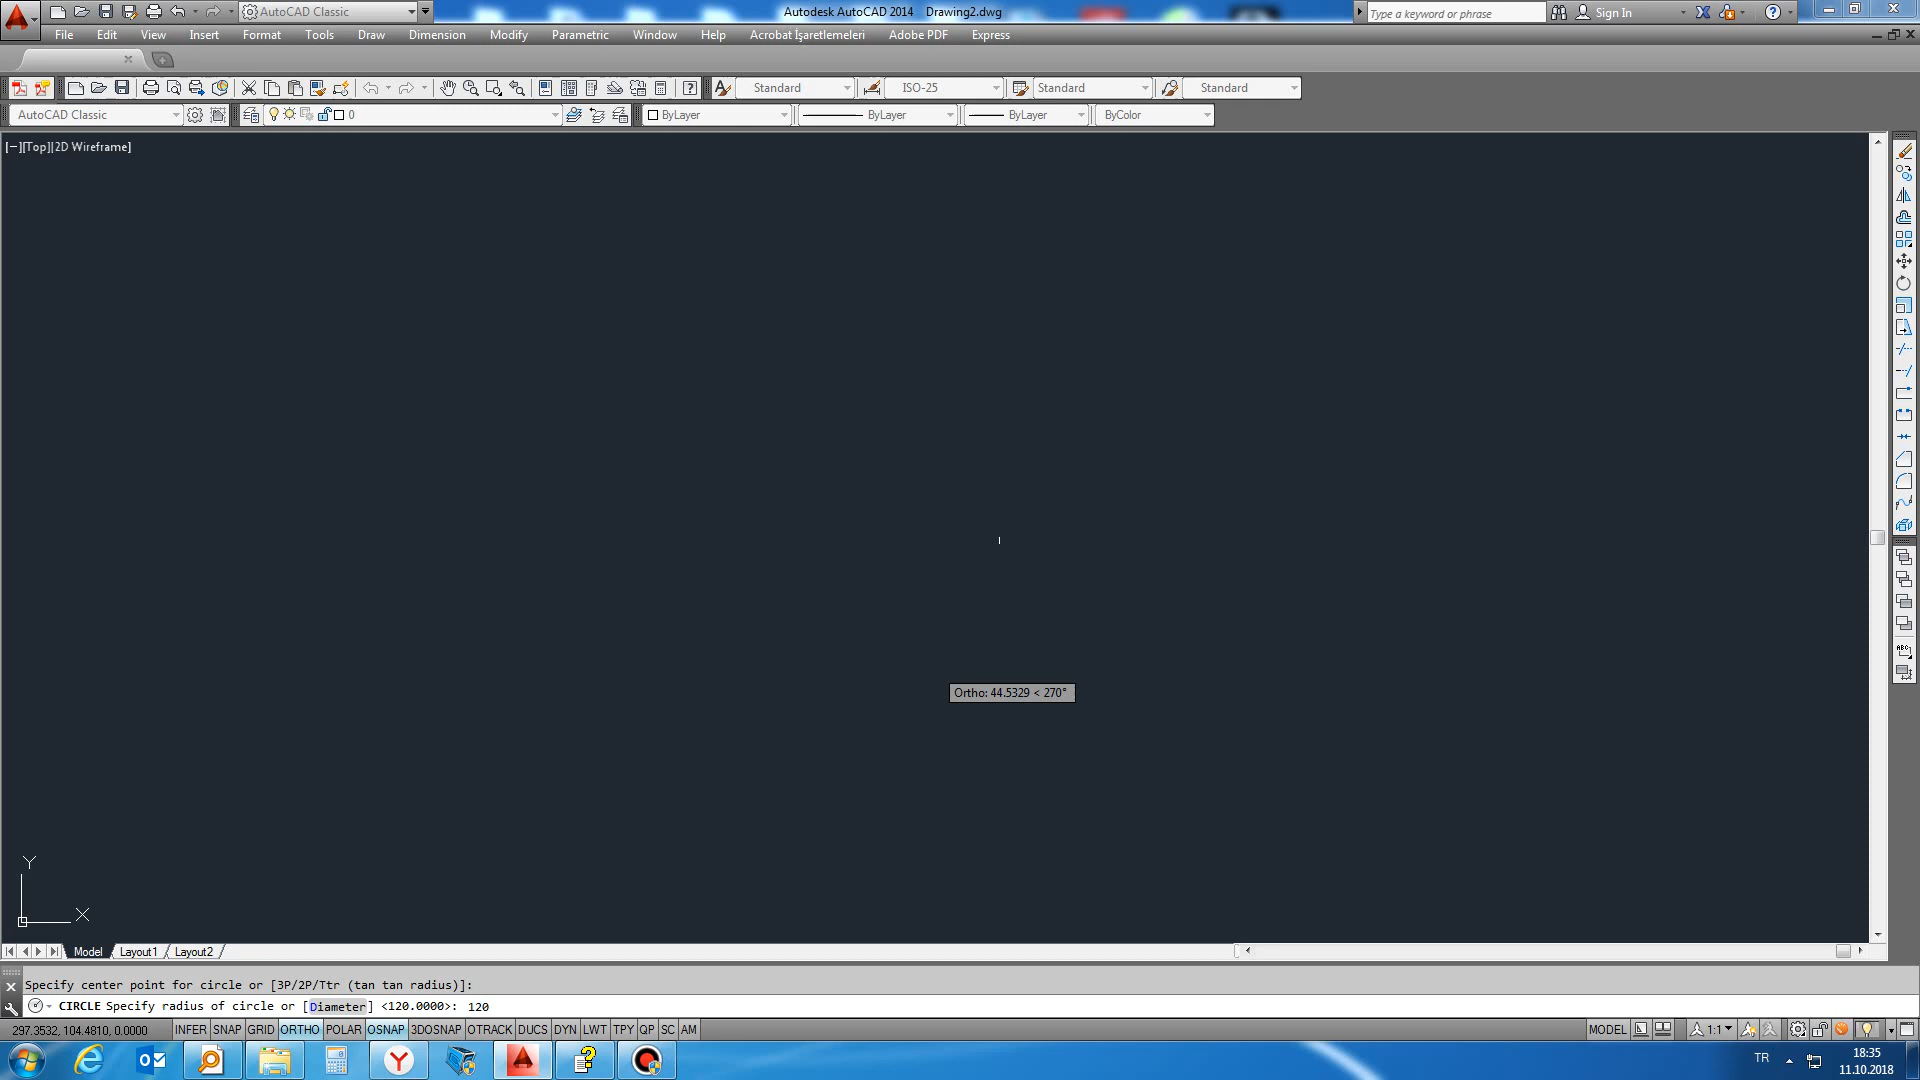 AutoCAD Classic Autodesk AutoCAD 2014 Drawing2.dwg Type a keyword or phrase Sign In
File Edit View Insert Format Tools Draw Dimension Modify Parametric Window Help Acrobat İşaretlemeleri Adobe PDF Express
Standard ISO-25 Standard Standard
AutoCAD Classic 0 ByLayer ByLayer ByLayer ByColor
[−][Top][2D Wireframe]
ABC
Ortho: 44.5329 < 270°
Y
X
Model Layout1 Layout2
Specify center point for circle or [3P/2P/Ttr (tan tan radius)]:
CIRCLE Specify radius of circle or [Diameter] <120.0000>: 120
297.3532, 104.4810, 0.0000 INFER SNAP GRID ORTHO POLAR OSNAP 3DOSNAP OTRACK DUCS DYN LWT TPY QP SC AM MODEL 1:1
TR 18:35
11.10.2018